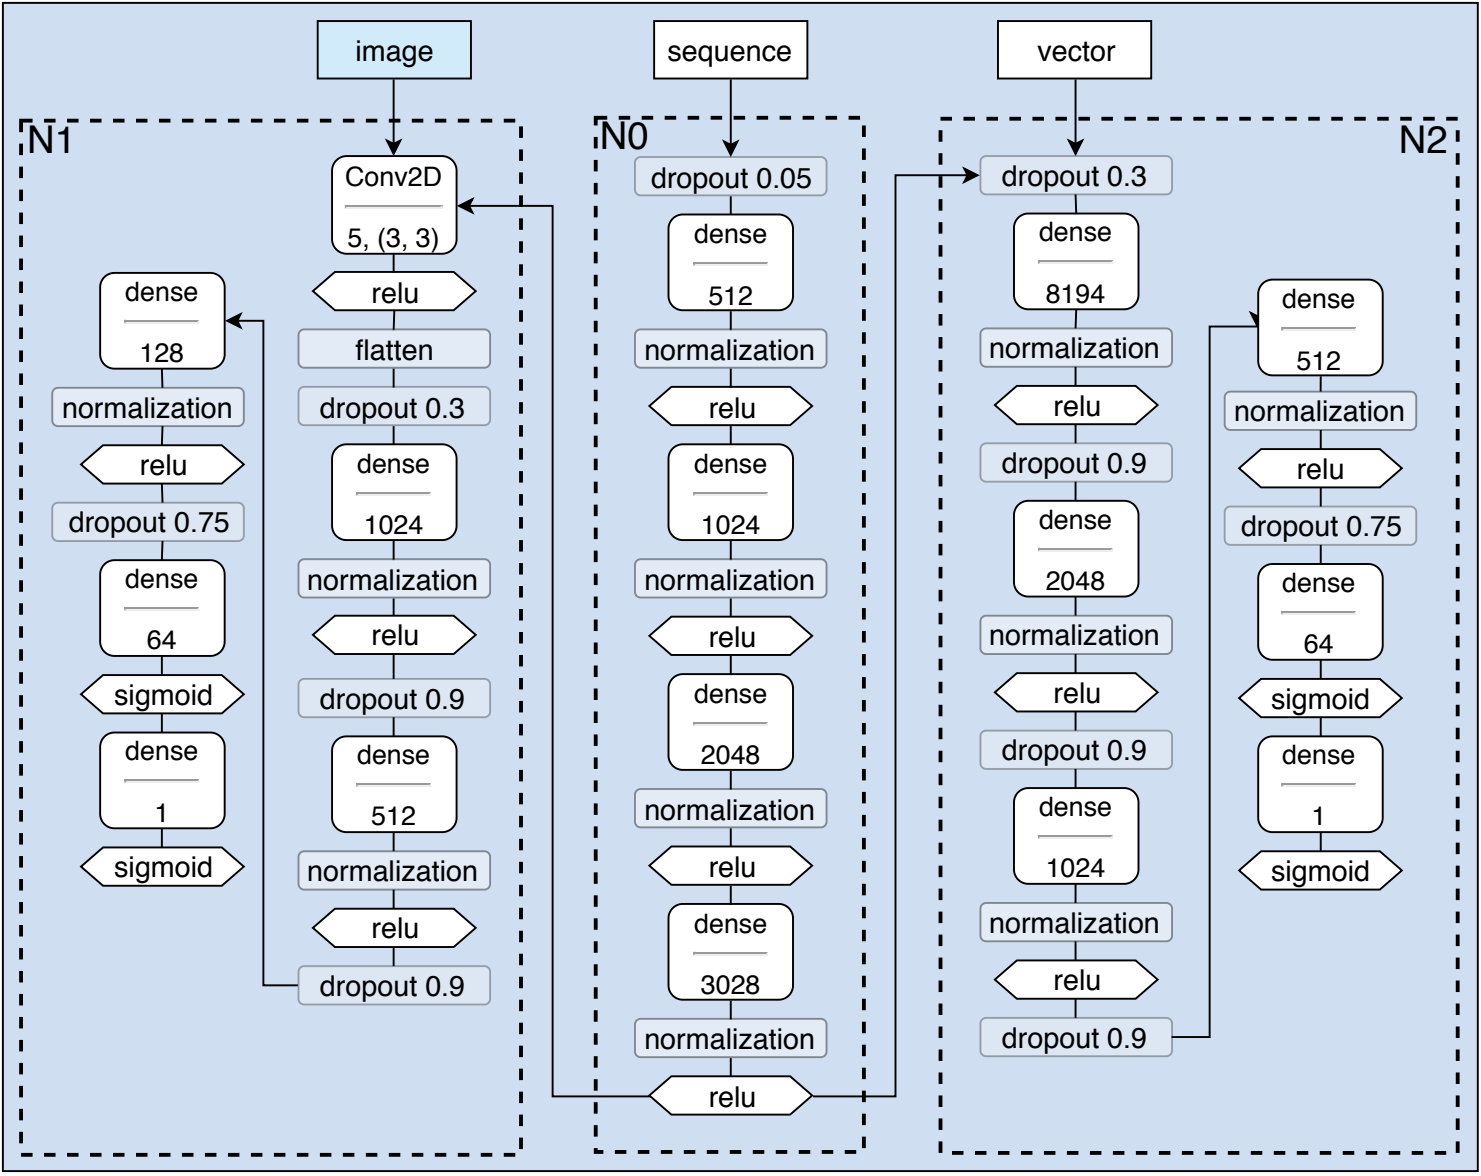 image
sequence
vector
N1
Conv2D
5, (3, 3)
relu
flatten
dropout 0.3
dense
1024
normalization
relu
dropout 0.9
dense
512
normalization
relu
dropout 0.9
dense
128
normalization
relu
dropout 0.75
dense
64
sigmoid
dense
1
sigmoid
N0
dropout 0.05
dense
512
normalization
relu
dense
1024
normalization
relu
dense
2048
normalization
relu
dense
3028
normalization
relu
N2
dropout 0.3
dense
8194
normalization
relu
dropout 0.9
dense
2048
normalization
relu
dropout 0.9
dense
1024
normalization
relu
dropout 0.9
dense
512
normalization
relu
dropout 0.75
dense
64
sigmoid
dense
1
sigmoid